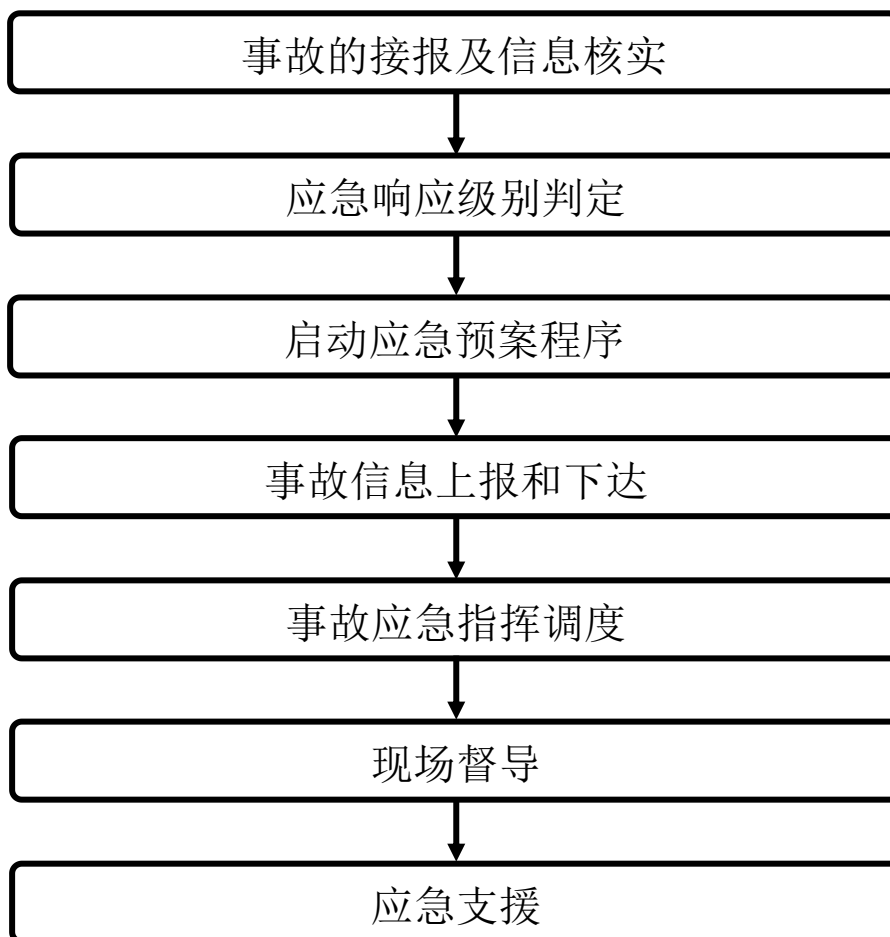 事故的接报及信息核实
应急响应级别判定
启动应急预案程序
事故信息上报和下达
事故应急指挥调度
现场督导
应急支援